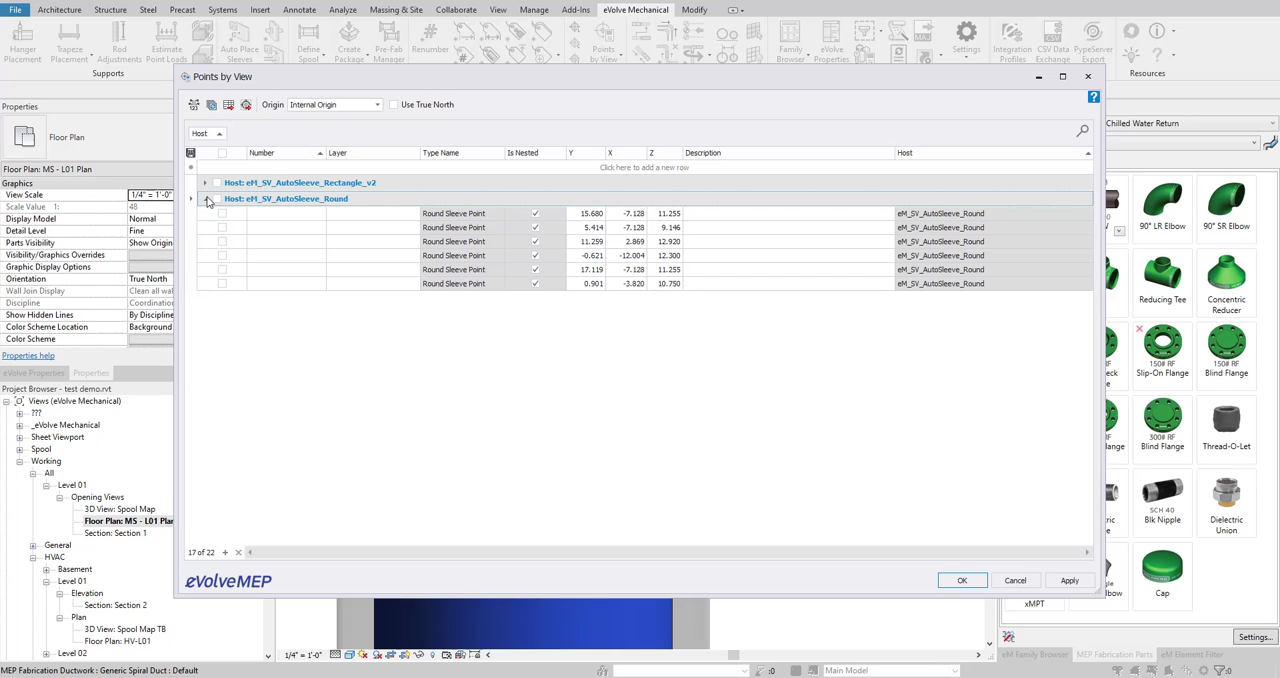 File Architecture Structure Steel Precast Systems Insert Annotate Analyze Massing & Site Collaborate View Manage Add-Ins eVolve Mechanical Modify
Hanger Placement Trapeze Placement Rod Adjustments Estimate Point Loads Auto Place Sleeves Define Spool Create Package Pre-Fab Manager Renumber Points by View Family Browser eVolve Properties Settings Integration Profiles CSV Data Exchange PypeServer Export
Supports
Resources
Points by View
Properties
Origin Internal Origin Use True North
Floor Plan
Chilled Water Return
Host
Floor Plan: MS - L01 Plan
Number Layer Type Name Is Nested Y X Z Description Host
Click here to add a new row
Graphics
View Scale 1/4" = 1'-0"
Scale Value 1: 48
Display Model Normal
Detail Level Fine
Parts Visibility Show Origin
Visibility/Graphics Overrides
Graphic Display Options
Orientation True North
Wall Join Display Clean all wal
Discipline Coordination
Show Hidden Lines By Discipline
Color Scheme Location Background
Color Scheme
Properties help
eVolve Properties Properties
Host: eM_SV_AutoSleeve_Rectangle_v2
Host: eM_SV_AutoSleeve_Round
Round Sleeve Point 15.680 -7.128 11.255 eM_SV_AutoSleeve_Round
Round Sleeve Point 5.414 -7.128 9.146 eM_SV_AutoSleeve_Round
Round Sleeve Point 11.259 2.869 12.920 eM_SV_AutoSleeve_Round
Round Sleeve Point -0.621 -12.004 12.300 eM_SV_AutoSleeve_Round
Round Sleeve Point 17.119 -7.128 11.255 eM_SV_AutoSleeve_Round
Round Sleeve Point 0.901 -3.820 10.750 eM_SV_AutoSleeve_Round
90° LR Elbow 90° SR Elbow
Reducing Tee Concentric Reducer
Slip-On Flange 150# RF Blind Flange
300# RF Blind Flange Thread-O-Let
SCH 40 Blk Nipple Dielectric Union
Cap
xMPT
Project Browser - test demo.rvt
Views (eVolve Mechanical)
???
_eVolve Mechanical
Sheet Viewport
Spool
Working
All
Level 01
Opening Views
3D View: Spool Map
Floor Plan: MS - L01 Plan
Section: Section 1
General
HVAC
Basement
Level 01
Elevation
Section: Section 2
Plan
3D View: Spool Map TB
Floor Plan: HV-L01
Level 02
17 of 22
eVolveMEP
OK Cancel Apply
Settings...
1/4" = 1'-0"
eM Family Browser MEP Fabrication Parts eM Element Filter
MEP Fabrication Ductwork : Generic Spiral Duct : Default
:0 Main Model :0